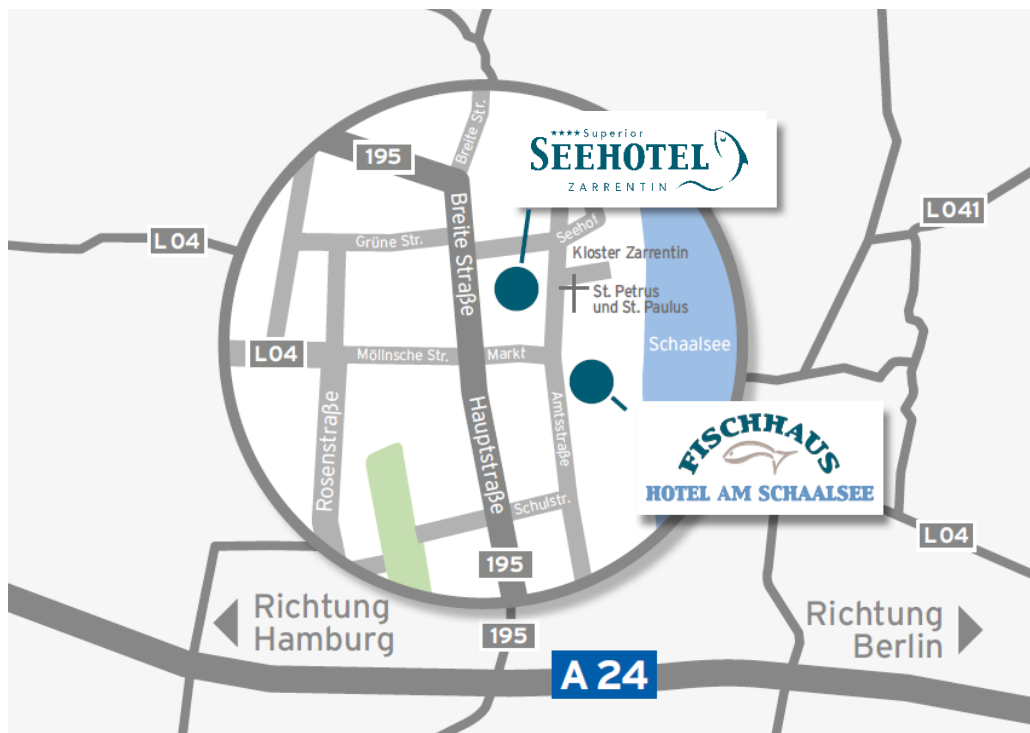 Breite Str.
195
****Superior
SEEHOTEL
ZARRENTIN
L041
L04
Grüne Str.
Breite Straße
Seehof
Kloster Zarrentin
St. Petrus
und St. Paulus
L04
Möllnsche Str.
Markt
Schaalsee
Rosenstraße
Hauptstraße
Amtsstraße
FISCHHAUS
HOTEL AM SCHAALSEE
Schulstr.
L04
195
Richtung
Hamburg
195
Richtung
Berlin
A 24